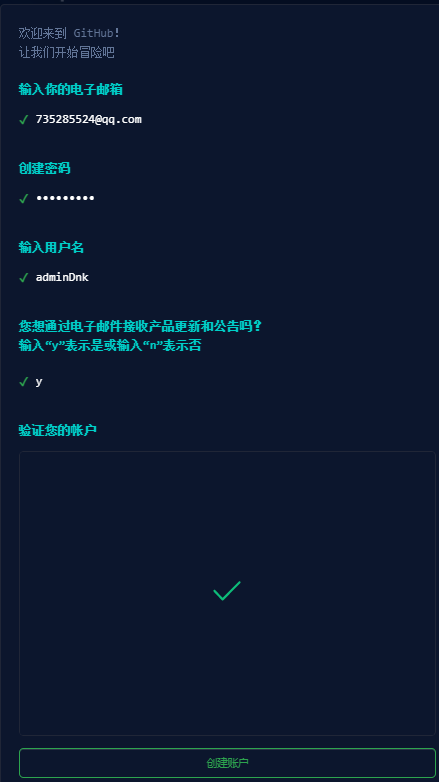 欢迎来到 GitHub!
让我们开始冒险吧
输入你的电子邮箱
✓ 735285524@qq.com
创建密码
✓ •••••••••
输入用户名
✓ adminDnk
您想通过电子邮件接收产品更新和公告吗?
输入“y”表示是或输入“n”表示否
✓ y
验证您的帐户
创建账户